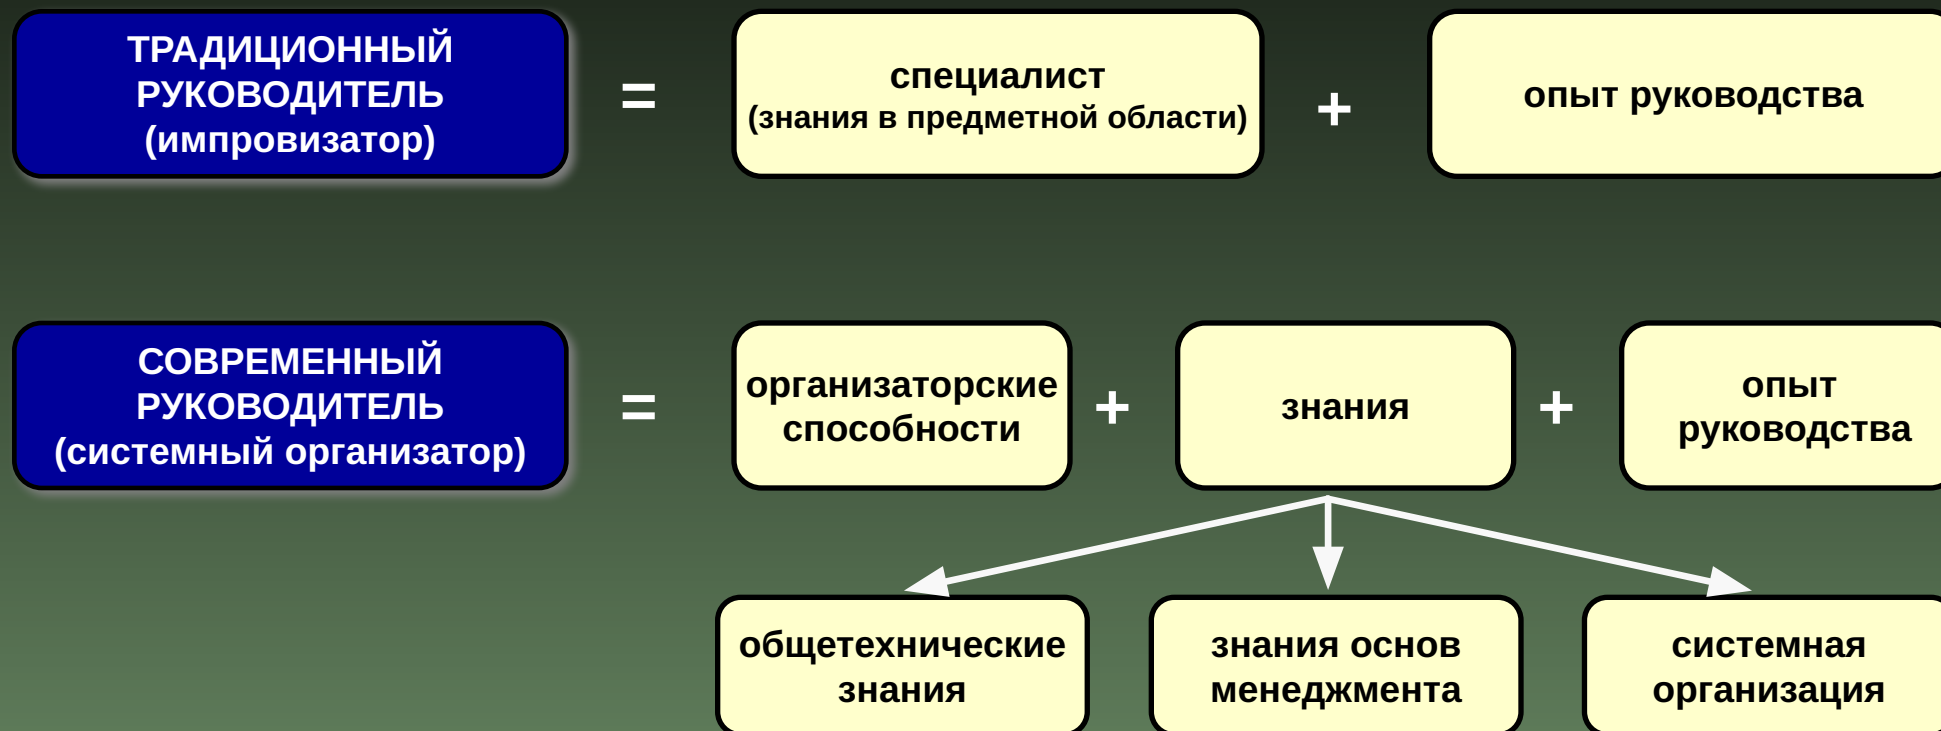 ТРАДИЦИОННЫЙ
РУКОВОДИТЕЛЬ
(импровизатор)
=
специалист
(знания в предметной области)
+
опыт руководства
СОВРЕМЕННЫЙ
РУКОВОДИТЕЛЬ
(системный организатор)
=
организаторские
способности
+
знания
+
опыт
руководства
общетехнические
знания
знания основ
менеджмента
системная
организация